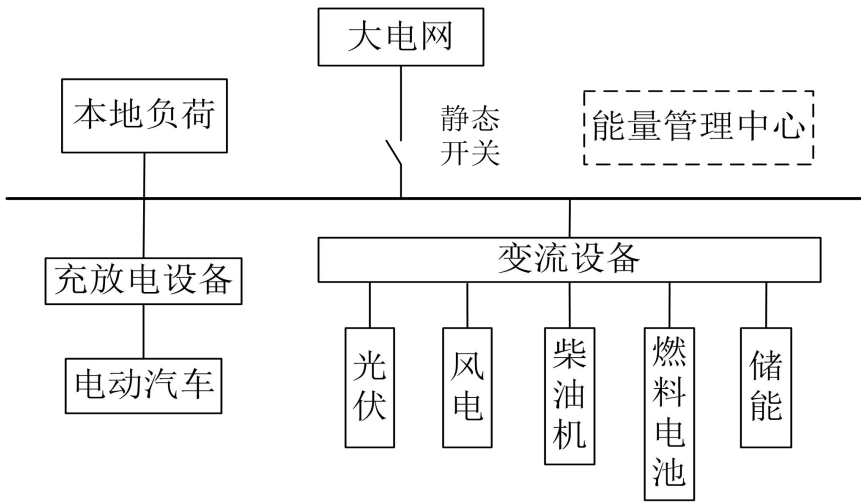 大电网
本地负荷
静态
开关
能量管理中心
变流设备
充放电设备
电动汽车
光伏
风电
柴油机
燃料电池
储能